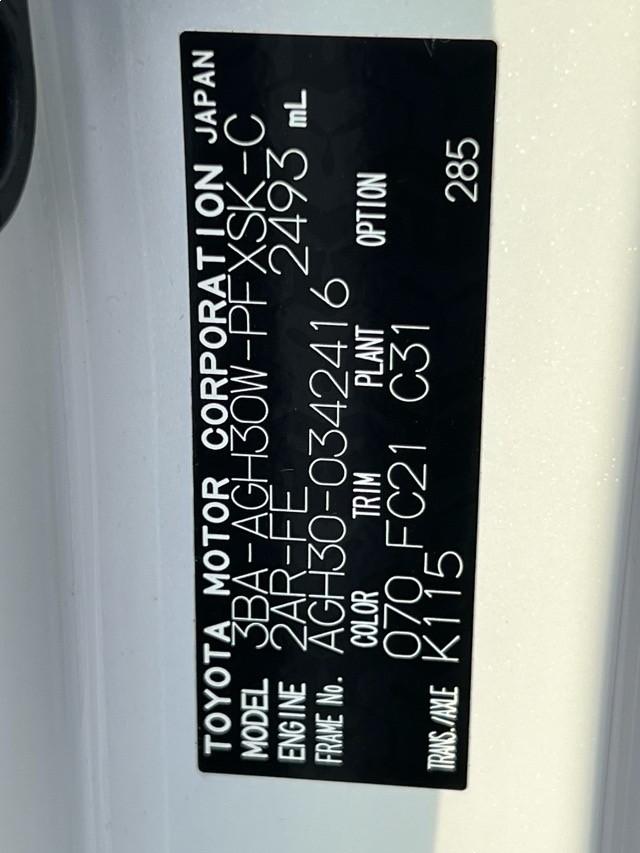 TOYOTA MOTOR CORPORATION JAPAN
MODEL 3BA-AGH30W-PFXSK-C
ENGINE 2AR-FE 2493 mL
FRAME No. AGH30-0342416
COLOR TRIM PLANT OPTION
070 FC21 C31
TRANS./AXLE K115 285